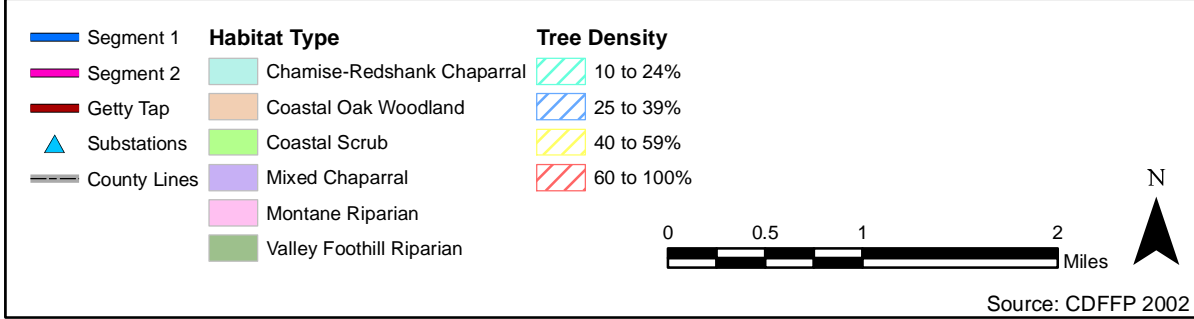 Segment 1
Segment 2
Getty Tap
Substations
County Lines
Habitat Type
Chamise-Redshank Chaparral
Coastal Oak Woodland
Coastal Scrub
Mixed Chaparral
Montane Riparian
Valley Foothill Riparian
Tree Density
10 to 24%
25 to 39%
40 to 59%
60 to 100%
0 0.5 1 2
Miles
N
Source: CDFFP 2002